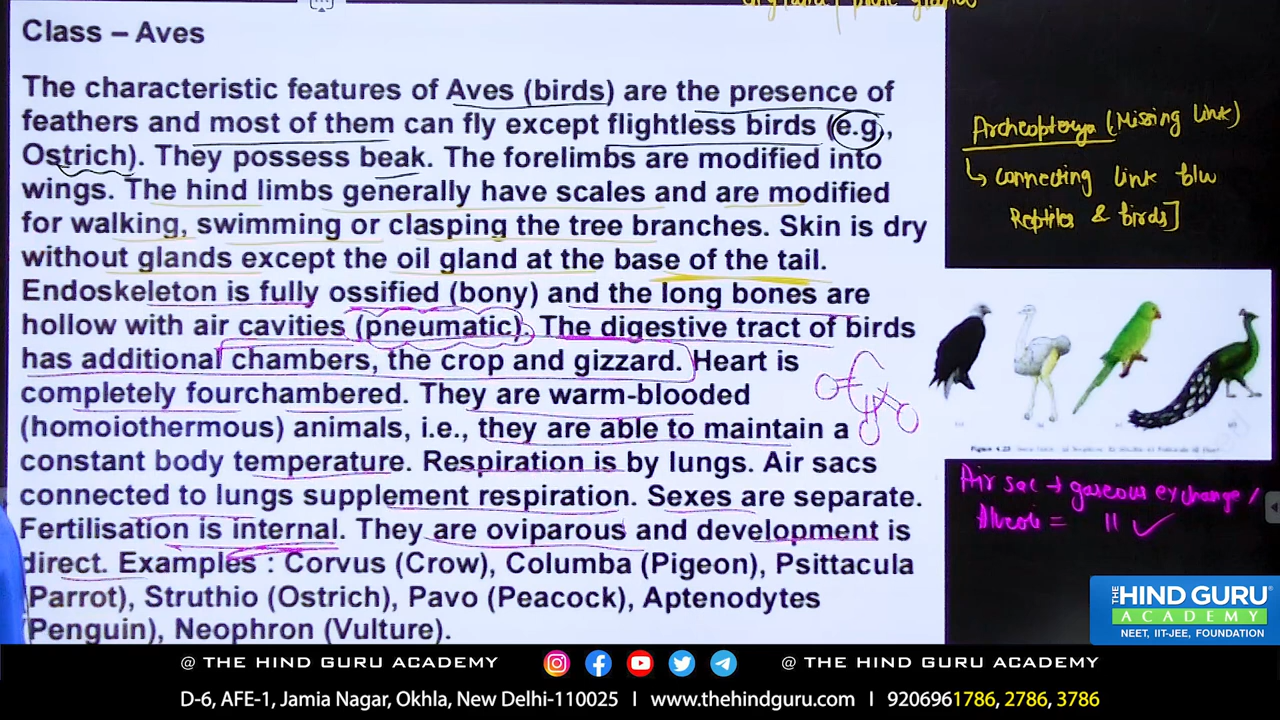 Class – Aves
The characteristic features of Aves (birds) are the presence of
feathers and most of them can fly except flightless birds (e.g,
Ostrich). They possess beak. The forelimbs are modified into
wings. The hind limbs generally have scales and are modified
for walking, swimming or clasping the tree branches. Skin is dry
without glands except the oil gland at the base of the tail.
Endoskeleton is fully ossified (bony) and the long bones are
hollow with air cavities (pneumatic). The digestive tract of birds
has additional chambers, the crop and gizzard. Heart is
completely fourchambered. They are warm-blooded
(homoiothermous) animals, i.e., they are able to maintain a
constant body temperature. Respiration is by lungs. Air sacs
connected to lungs supplement respiration. Sexes are separate.
Fertilisation is internal. They are oviparous and development is
direct. Examples : Corvus (Crow), Columba (Pigeon), Psittacula
(Parrot), Struthio (Ostrich), Pavo (Peacock), Aptenodytes
(Penguin), Neophron (Vulture).
Archeopteryx (Missing link)
connecting link b/w
Reptiles & birds]
Air sac → gaseous exchange
Alveoli = 11 ✓
THE HIND GURU
ACADEMY
NEET, IIT-JEE, FOUNDATION
@ THE HIND GURU ACADEMY @ THE HIND GURU ACADEMY
D-6, AFE-1, Jamia Nagar, Okhla, New Delhi-110025 | www.thehindguru.com | 9206961786, 2786, 3786